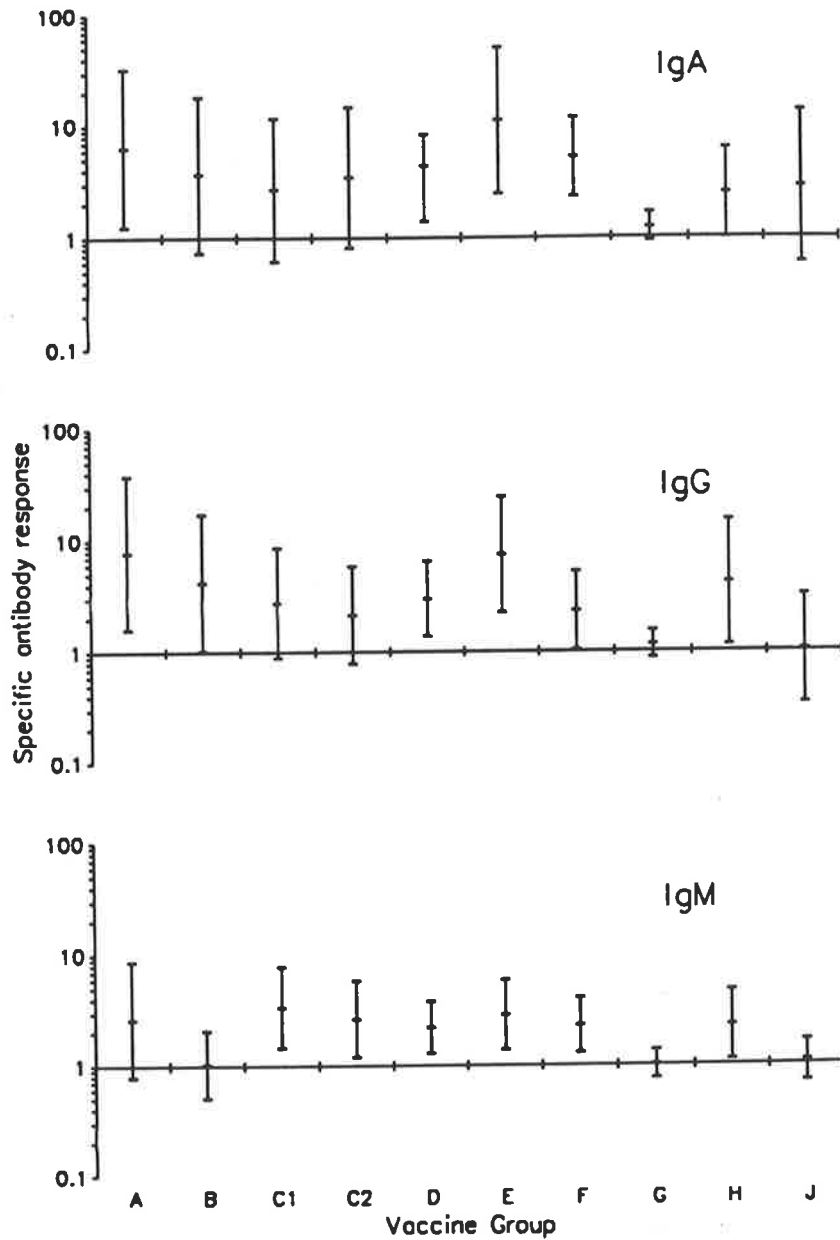 100
IgA
10
1
0.1
Specific antibody response
100
IgG
10
1
0.1
100
IgM
10
1
0.1
A B C1 C2 D E F G H J
Vaccine Group